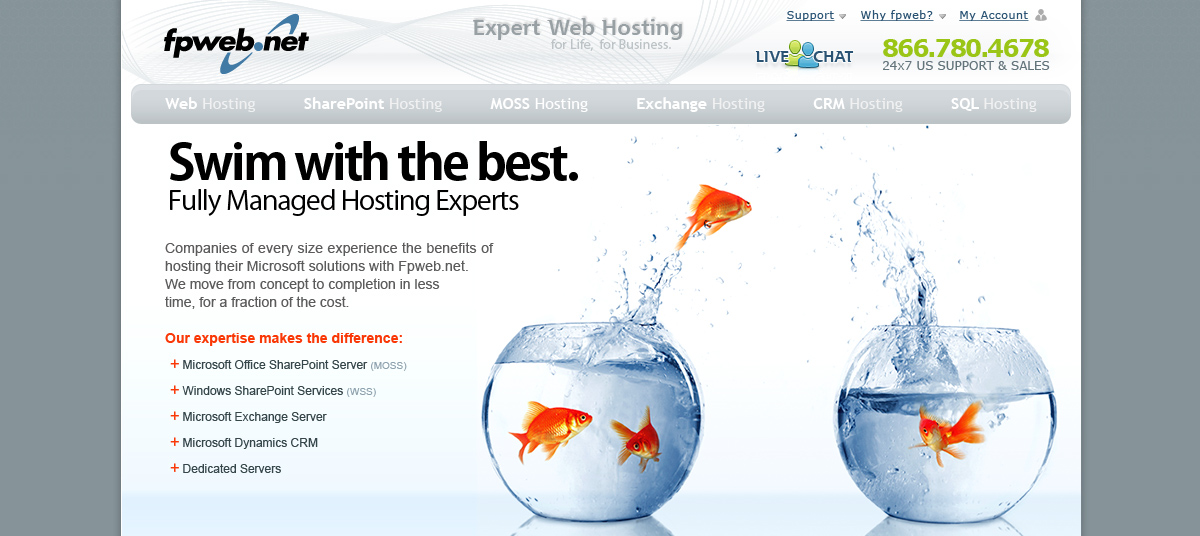 fpweb.net
Expert Web Hosting
for Life, for Business.
Support
Why fpweb?
My Account
LIVE CHAT
866.780.4678
24x7 US SUPPORT & SALES
Web Hosting
SharePoint Hosting
MOSS Hosting
Exchange Hosting
CRM Hosting
SQL Hosting
Swim with the best.
Fully Managed Hosting Experts
Companies of every size experience the benefits of
hosting their Microsoft solutions with Fpweb.net.
We move from concept to completion in less
time, for a fraction of the cost.
Our expertise makes the difference:
+ Microsoft Office SharePoint Server (MOSS)
+ Windows SharePoint Services (WSS)
+ Microsoft Exchange Server
+ Microsoft Dynamics CRM
+ Dedicated Servers